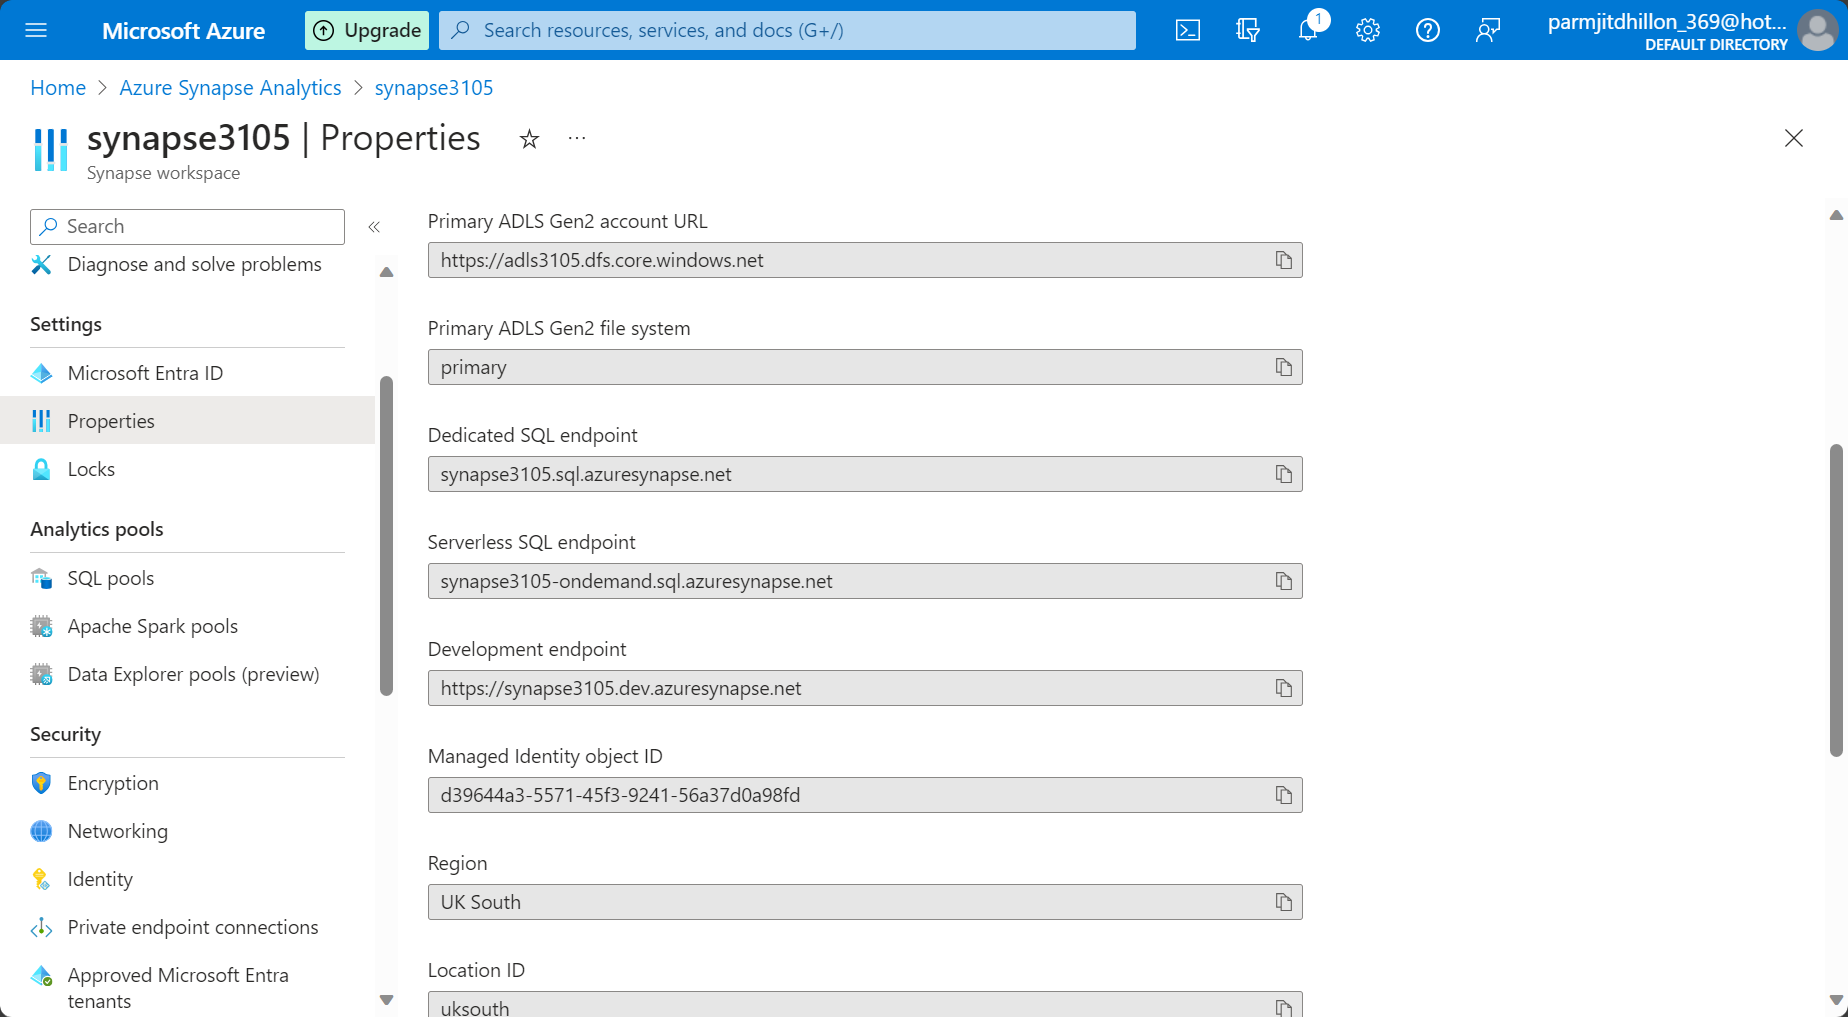 Microsoft Azure
Upgrade
Search resources, services, and docs (G+/)
1
parmjitdhillon_369@hot...
DEFAULT DIRECTORY
Home > Azure Synapse Analytics > synapse3105
synapse3105 | Properties
Synapse workspace
Search
Diagnose and solve problems
Settings
Microsoft Entra ID
Properties
Locks
Analytics pools
SQL pools
Apache Spark pools
Data Explorer pools (preview)
Security
Encryption
Networking
Identity
Private endpoint connections
Approved Microsoft Entra
tenants
Primary ADLS Gen2 account URL
https://adls3105.dfs.core.windows.net
Primary ADLS Gen2 file system
primary
Dedicated SQL endpoint
synapse3105.sql.azuresynapse.net
Serverless SQL endpoint
synapse3105-ondemand.sql.azuresynapse.net
Development endpoint
https://synapse3105.dev.azuresynapse.net
Managed Identity object ID
d39644a3-5571-45f3-9241-56a37d0a98fd
Region
UK South
Location ID
uksouth